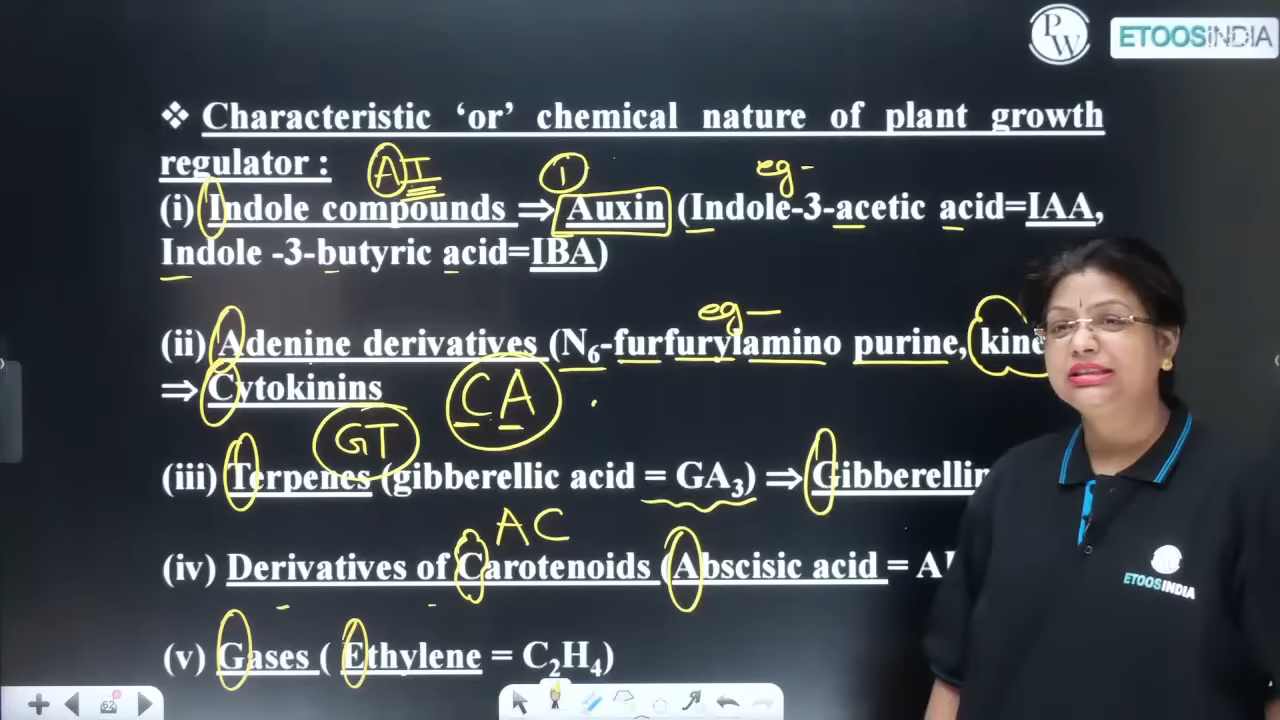 PW ETOOSINDIA
❖ Characteristic ‘or’ chemical nature of plant growth
regulator :
AI ① eg -
(i) Indole compounds ⇒ Auxin (Indole-3-acetic acid=IAA,
Indole -3-butyric acid=IBA)
eg —
(ii) Adenine derivatives (N₆-furfurylamino purine,
⇒ Cytokinins
CA
GT
(iii) Terpenes (gibberellic acid = GA₃) ⇒
AC
(iv) Derivatives of Carotenoids (Abscisic acid =
ETOOSINDIA
(v) Gases ( Ethylene = C₂H₄)
62